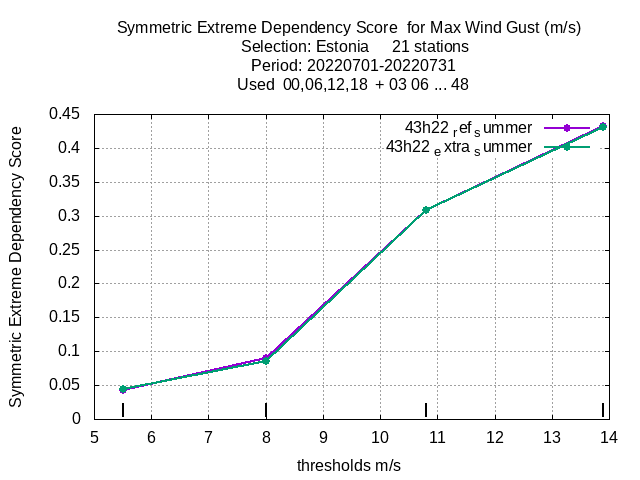 Symmetric Extreme Dependency Score for Max Wind Gust (m/s)
Selection: Estonia 21 stations
Period: 20220701-20220731
Used 00,06,12,18 + 03 06 ... 48
Symmetric Extreme Dependency Score
0.45
0.4
0.35
0.3
0.25
0.2
0.15
0.1
0.05
0
43h22 ref summer
43h22 extra summer
5 6 7 8 9 10 11 12 13 14
thresholds m/s